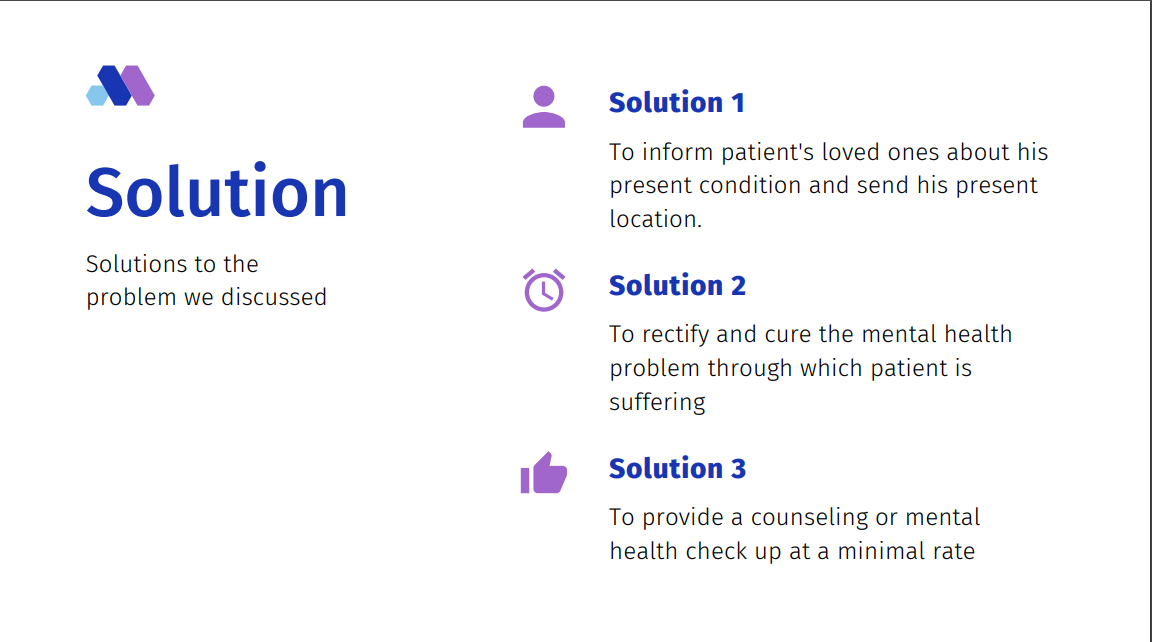 Solution
Solutions to the
problem we discussed
Solution 1
To inform patient's loved ones about his
present condition and send his present
location.
Solution 2
To rectify and cure the mental health
problem through which patient is
suffering
Solution 3
To provide a counseling or mental
health check up at a minimal rate